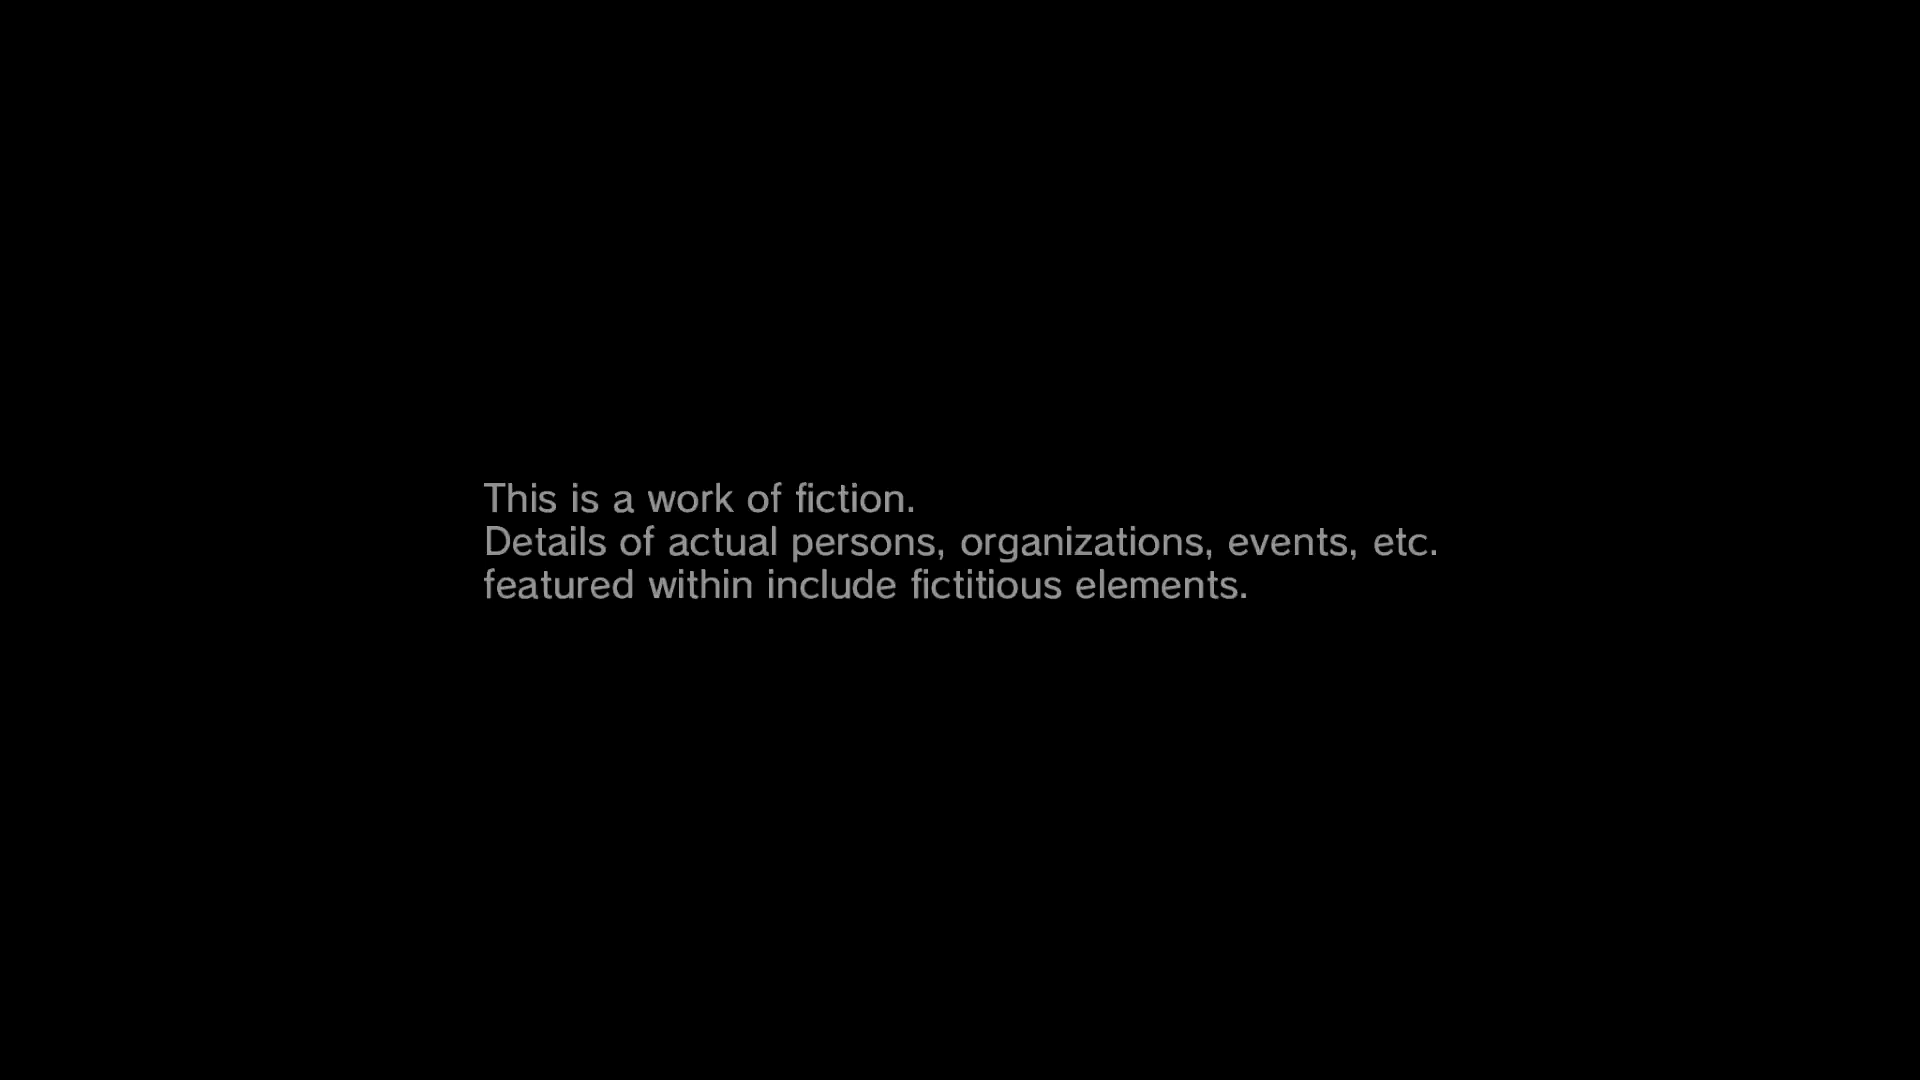 This is a work of fiction.
Details of actual persons, organizations, events, etc.
featured within include fictitious elements.